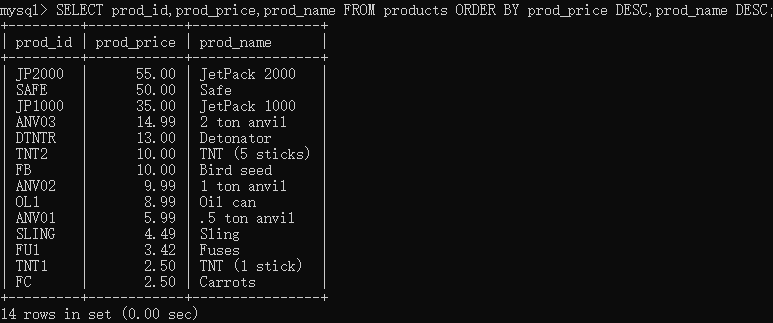 mysql> SELECT prod_id,prod_price,prod_name FROM products ORDER BY prod_price DESC,prod_name DESC;
+---------+------------+----------------+
| prod_id | prod_price | prod_name      |
+---------+------------+----------------+
| JP2000  |      55.00 | JetPack 2000   |
| SAFE    |      50.00 | Safe           |
| JP1000  |      35.00 | JetPack 1000   |
| ANV03   |      14.99 | 2 ton anvil    |
| DTNTR   |      13.00 | Detonator      |
| TNT2    |      10.00 | TNT (5 sticks) |
| FB      |      10.00 | Bird seed      |
| ANV02   |       9.99 | 1 ton anvil    |
| OL1     |       8.99 | Oil can        |
| ANV01   |       5.99 | .5 ton anvil   |
| SLING   |       4.49 | Sling          |
| FU1     |       3.42 | Fuses          |
| TNT1    |       2.50 | TNT (1 stick)  |
| FC      |       2.50 | Carrots        |
+---------+------------+----------------+
14 rows in set (0.00 sec)